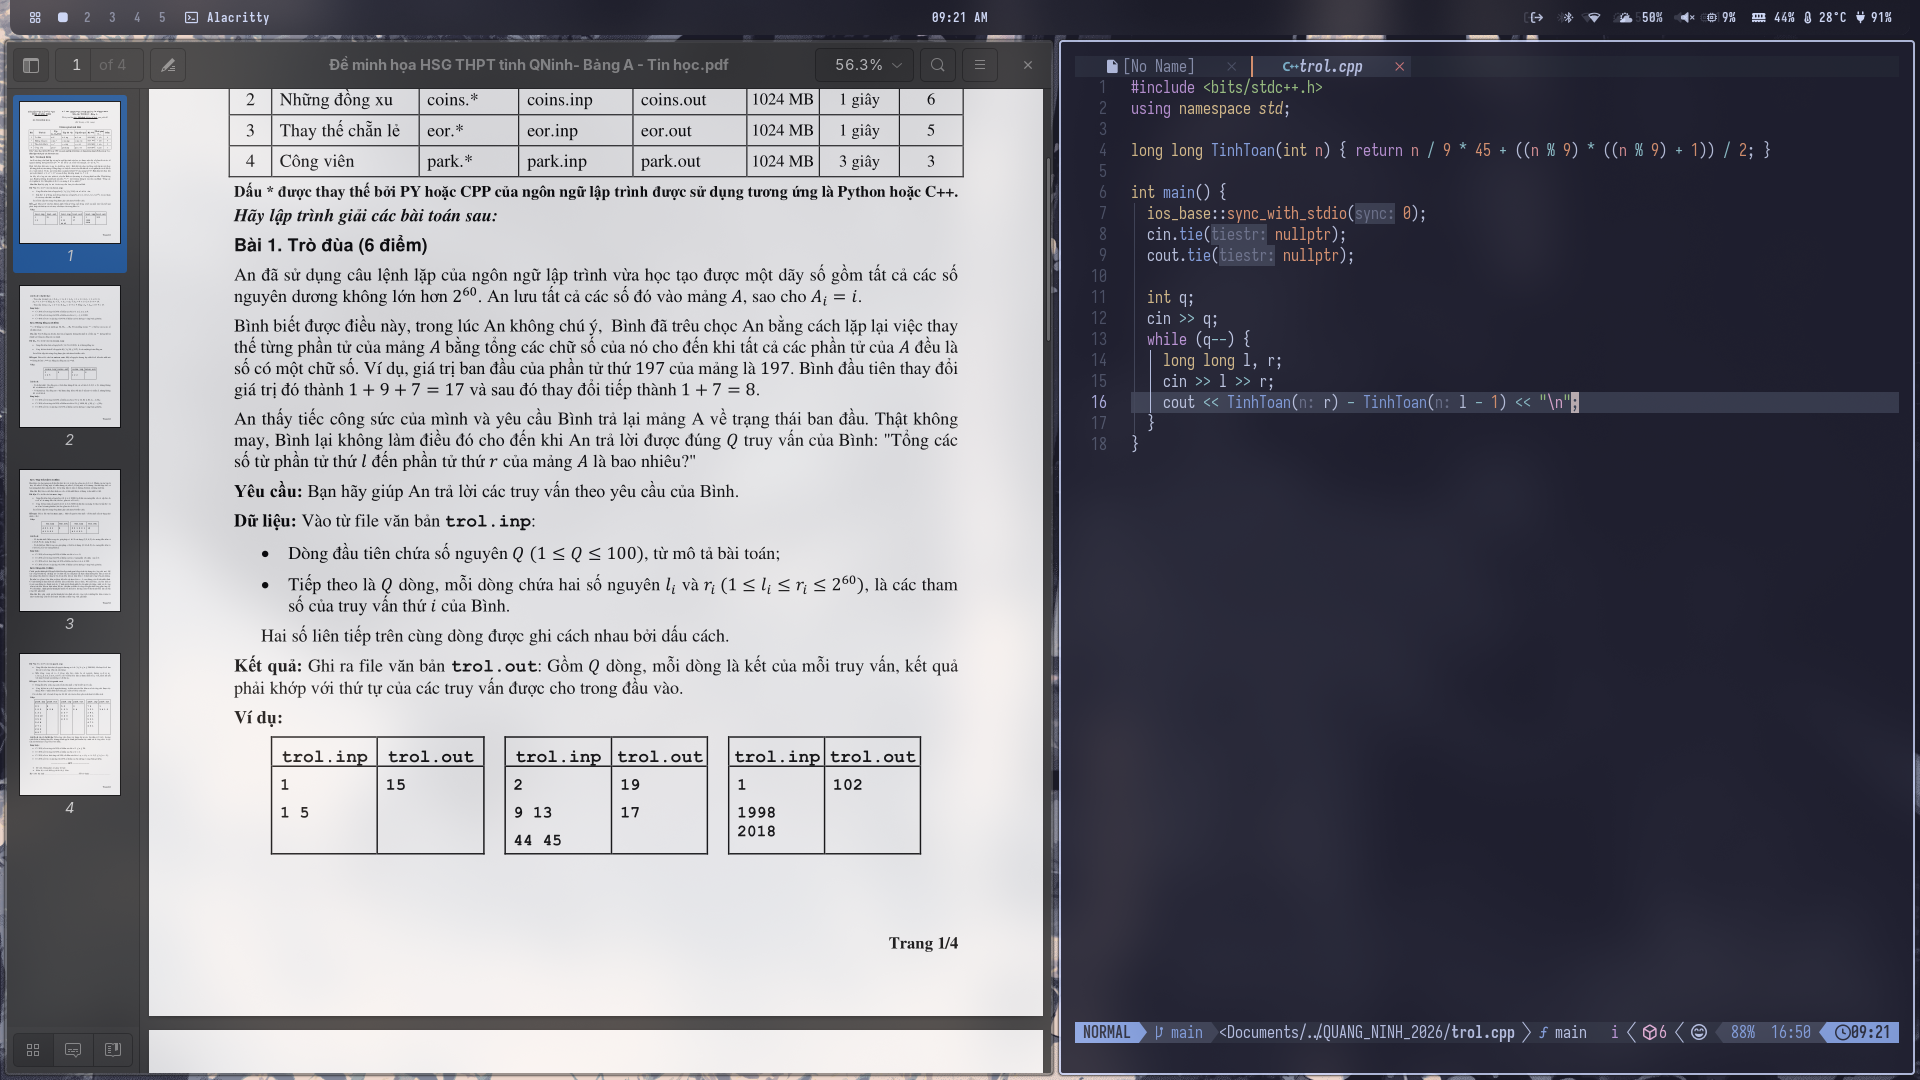 2 3 4 5 Alacritty
09:21 AM
50% 9% 44% 28°C 91%
1 of 4
Đề minh họa HSG THPT tỉnh QNinh- Bảng A - Tin học.pdf
56.3%
1
2
3
4
2 Những đồng xu coins.* coins.inp coins.out 1024 MB 1 giây 6
3 Thay thế chẵn lẻ eor.* eor.inp eor.out 1024 MB 1 giây 5
4 Công viên park.* park.inp park.out 1024 MB 3 giây 3
Dấu * được thay thế bởi PY hoặc CPP của ngôn ngữ lập trình được sử dụng tương ứng là Python hoặc C++.
Hãy lập trình giải các bài toán sau:
Bài 1. Trò đùa (6 điểm)
An đã sử dụng câu lệnh lặp của ngôn ngữ lập trình vừa học tạo được một dãy số gồm tất cả các số
nguyên dương không lớn hơn 2⁶⁰. An lưu tất cả các số đó vào mảng A, sao cho Aᵢ = i.
Bình biết được điều này, trong lúc An không chú ý, Bình đã trêu chọc An bằng cách lặp lại việc thay
thế từng phần tử của mảng A bằng tổng các chữ số của nó cho đến khi tất cả các phần tử của A đều là
số có một chữ số. Ví dụ, giá trị ban đầu của phần tử thứ 197 của mảng là 197. Bình đầu tiên thay đổi
giá trị đó thành 1 + 9 + 7 = 17 và sau đó thay đổi tiếp thành 1 + 7 = 8.
An thấy tiếc công sức của mình và yêu cầu Bình trả lại mảng A về trạng thái ban đầu. Thật không
may, Bình lại không làm điều đó cho đến khi An trả lời được đúng Q truy vấn của Bình: "Tổng các
số từ phần tử thứ l đến phần tử thứ r của mảng A là bao nhiêu?"
Yêu cầu: Bạn hãy giúp An trả lời các truy vấn theo yêu cầu của Bình.
Dữ liệu: Vào từ file văn bản trol.inp:
• Dòng đầu tiên chứa số nguyên Q (1 ≤ Q ≤ 100), từ mô tả bài toán;
• Tiếp theo là Q dòng, mỗi dòng chứa hai số nguyên lᵢ và rᵢ (1 ≤ lᵢ ≤ rᵢ ≤ 2⁶⁰), là các tham
số của truy vấn thứ i của Bình.
Hai số liên tiếp trên cùng dòng được ghi cách nhau bởi dấu cách.
Kết quả: Ghi ra file văn bản trol.out: Gồm Q dòng, mỗi dòng là kết của mỗi truy vấn, kết quả
phải khớp với thứ tự của các truy vấn được cho trong đầu vào.
Ví dụ:
trol.inp trol.out trol.inp trol.out trol.inp trol.out
1 15 2 19 1 102
1 5 9 13 17 1998
2018
44 45
Trang 1/4
[No Name] C++ trol.cpp
1 #include <bits/stdc++.h>
2 using namespace std;
3
4 long long TinhToan(int n) { return n / 9 * 45 + ((n % 9) * ((n % 9) + 1)) / 2; }
5
6 int main() {
7 ios_base::sync_with_stdio(sync: 0);
8 cin.tie(tiestr: nullptr);
9 cout.tie(tiestr: nullptr);
10
11 int q;
12 cin >> q;
13 while (q--) {
14 long long l, r;
15 cin >> l >> r;
16 cout << TinhToan(n: r) - TinhToan(n: l - 1) << "\n";
17 }
18 }
NORMAL main <Documents/../QUANG_NINH_2026/trol.cpp ƒ main i 6 88% 16:50 09:21